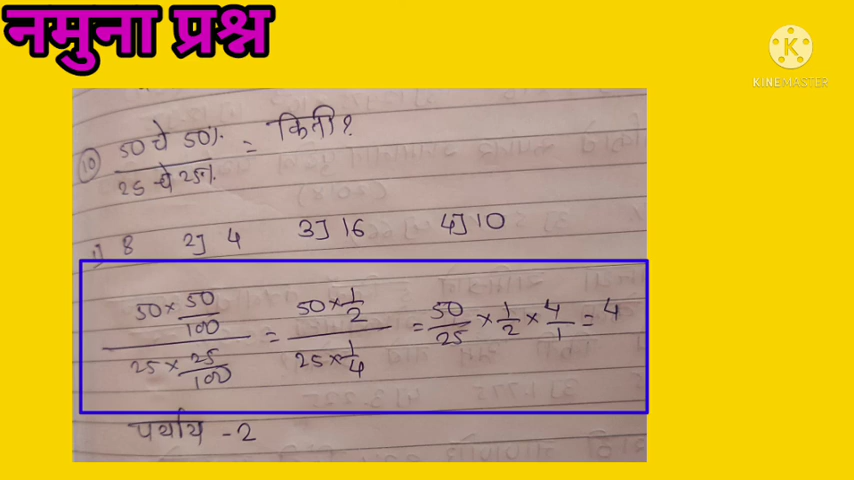 नमुना प्रश्न
K
KINEMASTER
10) 50 चे 50% / 25 चे 25% = किती?
1] 8 2] 4 3] 16 4] 10
50 × 50/100 / 25 × 25/100 = 50 × 1/2 / 25 × 1/4 = 50/25 × 1/2 × 4/1 = 4
पर्याय - 2